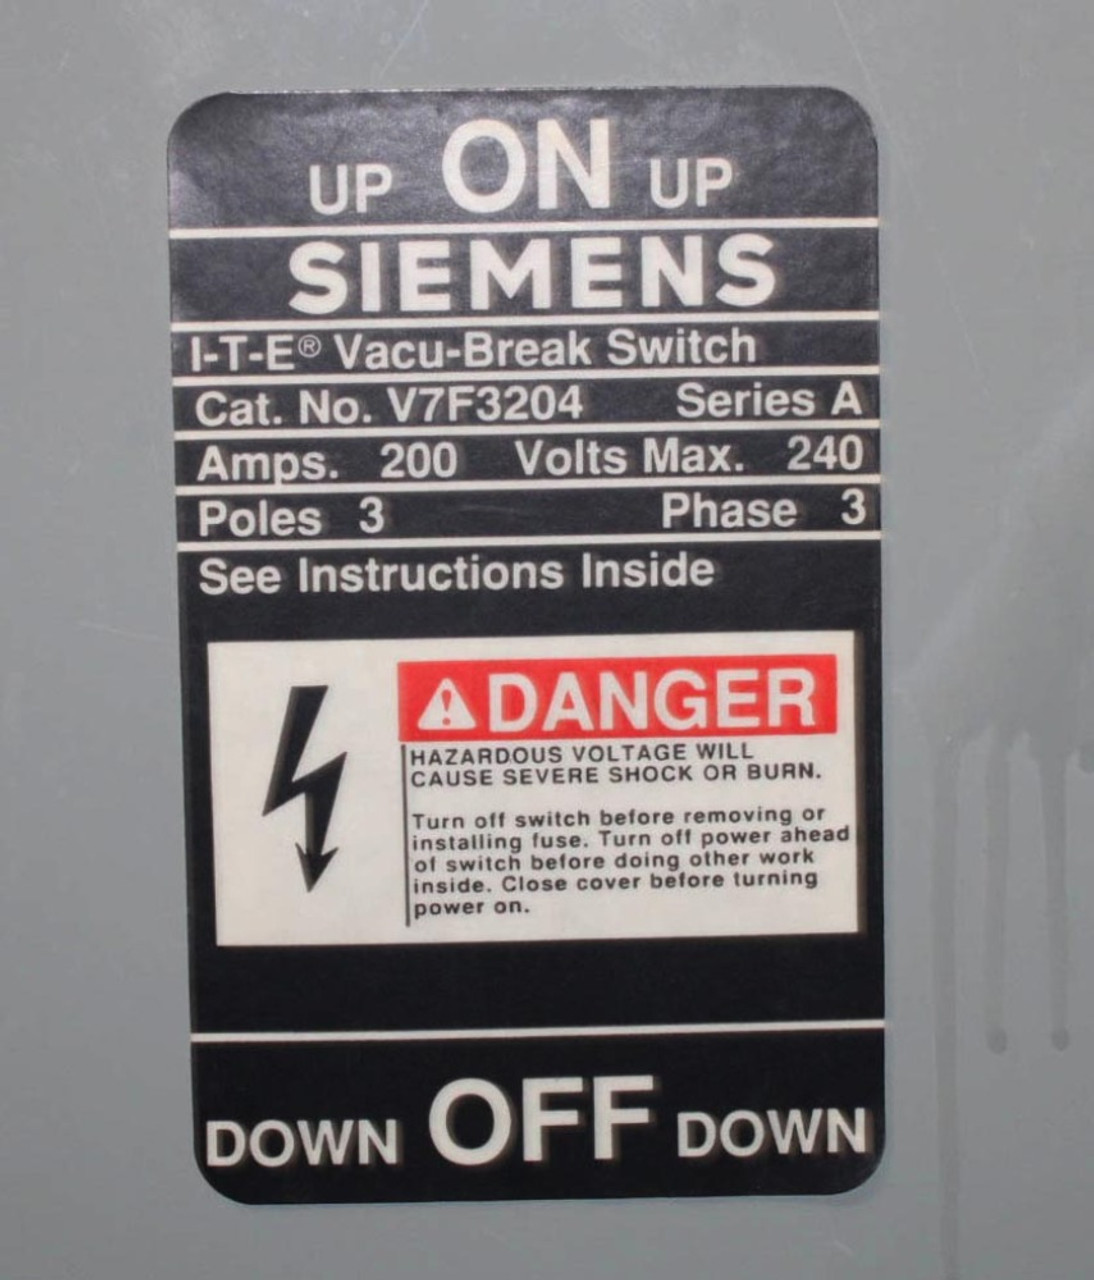 UP ON UP
SIEMENS
I-T-E® Vacu-Break Switch
Cat. No. V7F3204 Series A
Amps. 200 Volts Max. 240
Poles 3 Phase 3
See Instructions Inside
DANGER
HAZARDOUS VOLTAGE WILL
CAUSE SEVERE SHOCK OR BURN.
Turn off switch before removing or
installing fuse. Turn off power ahead
of switch before doing other work
inside. Close cover before turning
power on.
DOWN OFF DOWN